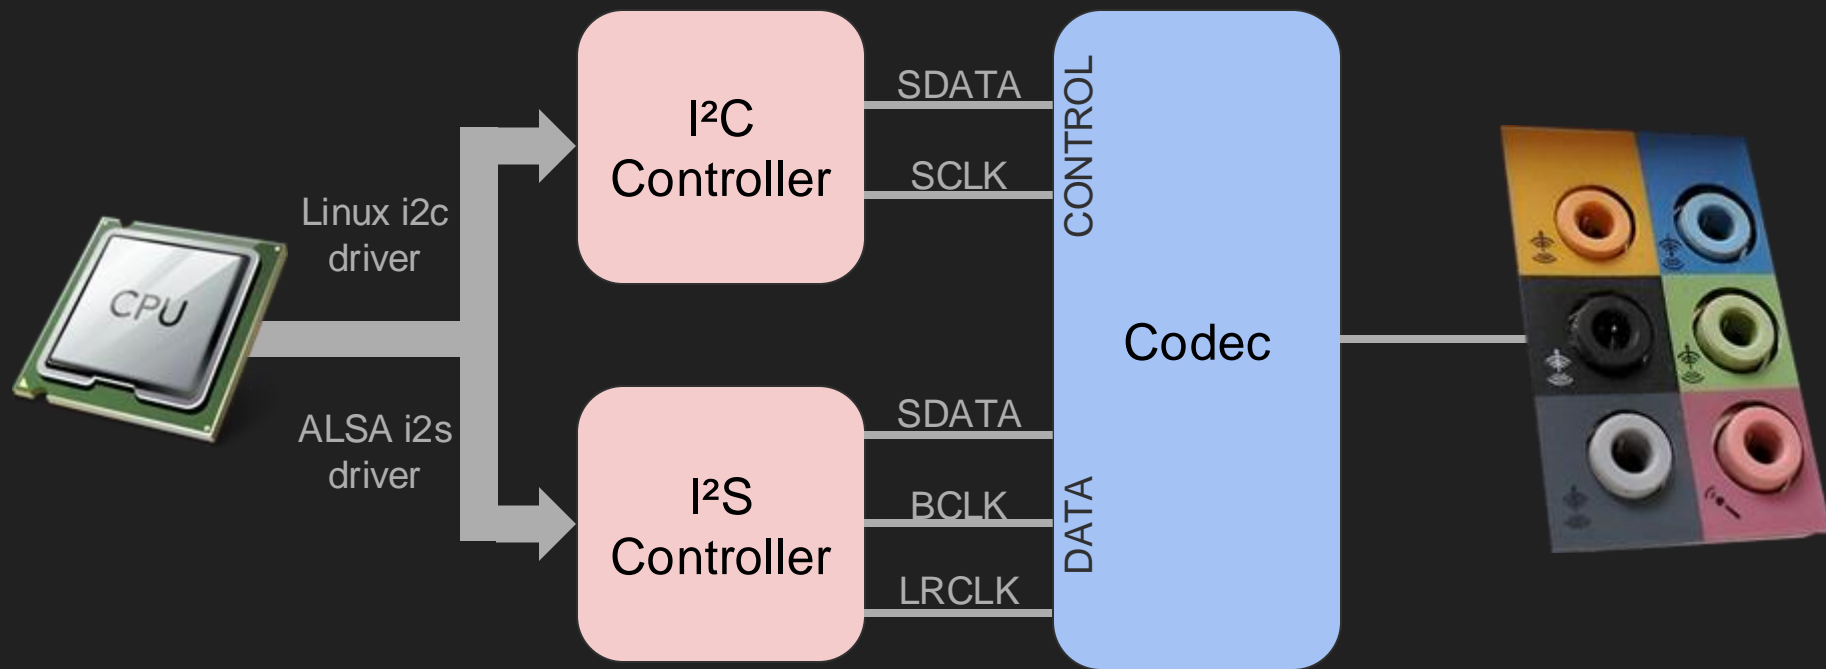 CPU
Linux i2c
driver
ALSA i2s
driver
I²C
Controller
I²S
Controller
SDATA
SCLK
SDATA
BCLK
LRCLK
CONTROL
DATA
Codec